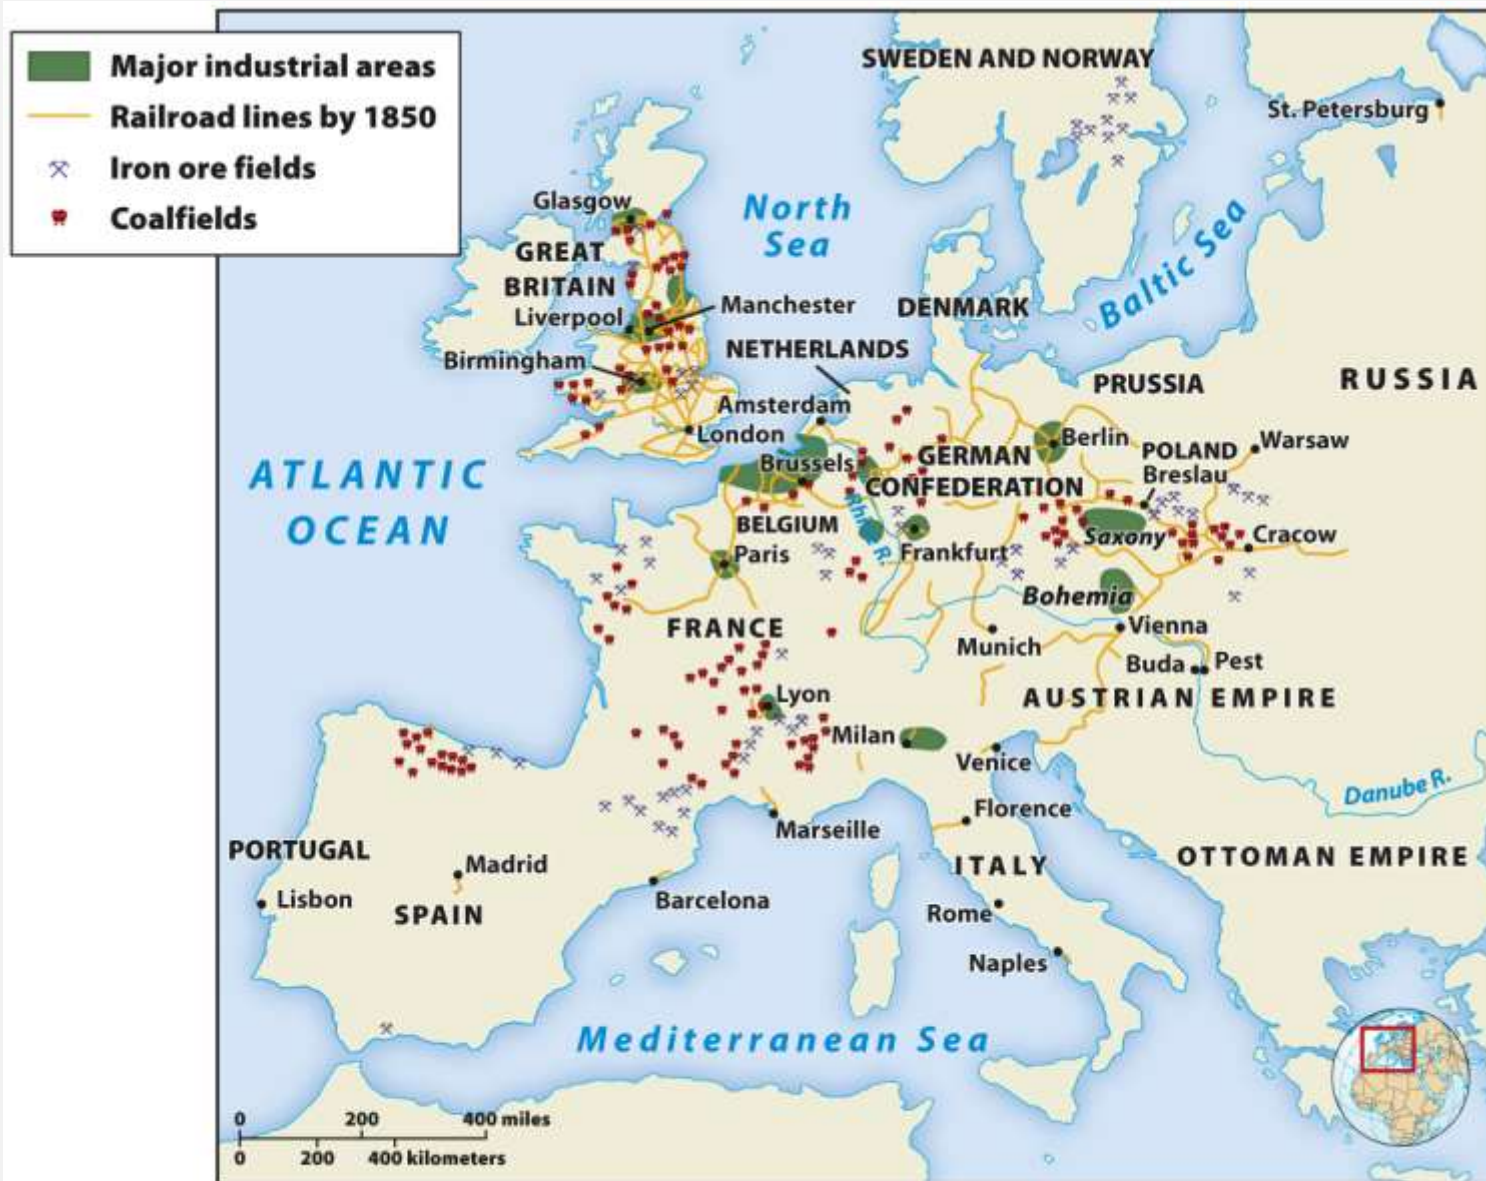 Major industrial areas
Railroad lines by 1850
Iron ore fields
Coalfields
SWEDEN AND NORWAY
St. Petersburg
Glasgow
North
Sea
GREAT
BRITAIN
Baltic Sea
Liverpool
Manchester
DENMARK
Birmingham
NETHERLANDS
PRUSSIA
RUSSIA
Amsterdam
London
Berlin
POLAND
Warsaw
ATLANTIC
OCEAN
Brussels
GERMAN
CONFEDERATION
Breslau
BELGIUM
Rhine R.
Saxony
Cracow
Paris
Frankfurt
Bohemia
FRANCE
Munich
Vienna
Buda
Pest
Lyon
AUSTRIAN EMPIRE
Milan
Venice
Danube R.
Marseille
Florence
PORTUGAL
Madrid
ITALY
OTTOMAN EMPIRE
Lisbon
SPAIN
Barcelona
Rome
Naples
Mediterranean Sea
0 200 400 miles
0 200 400 kilometers